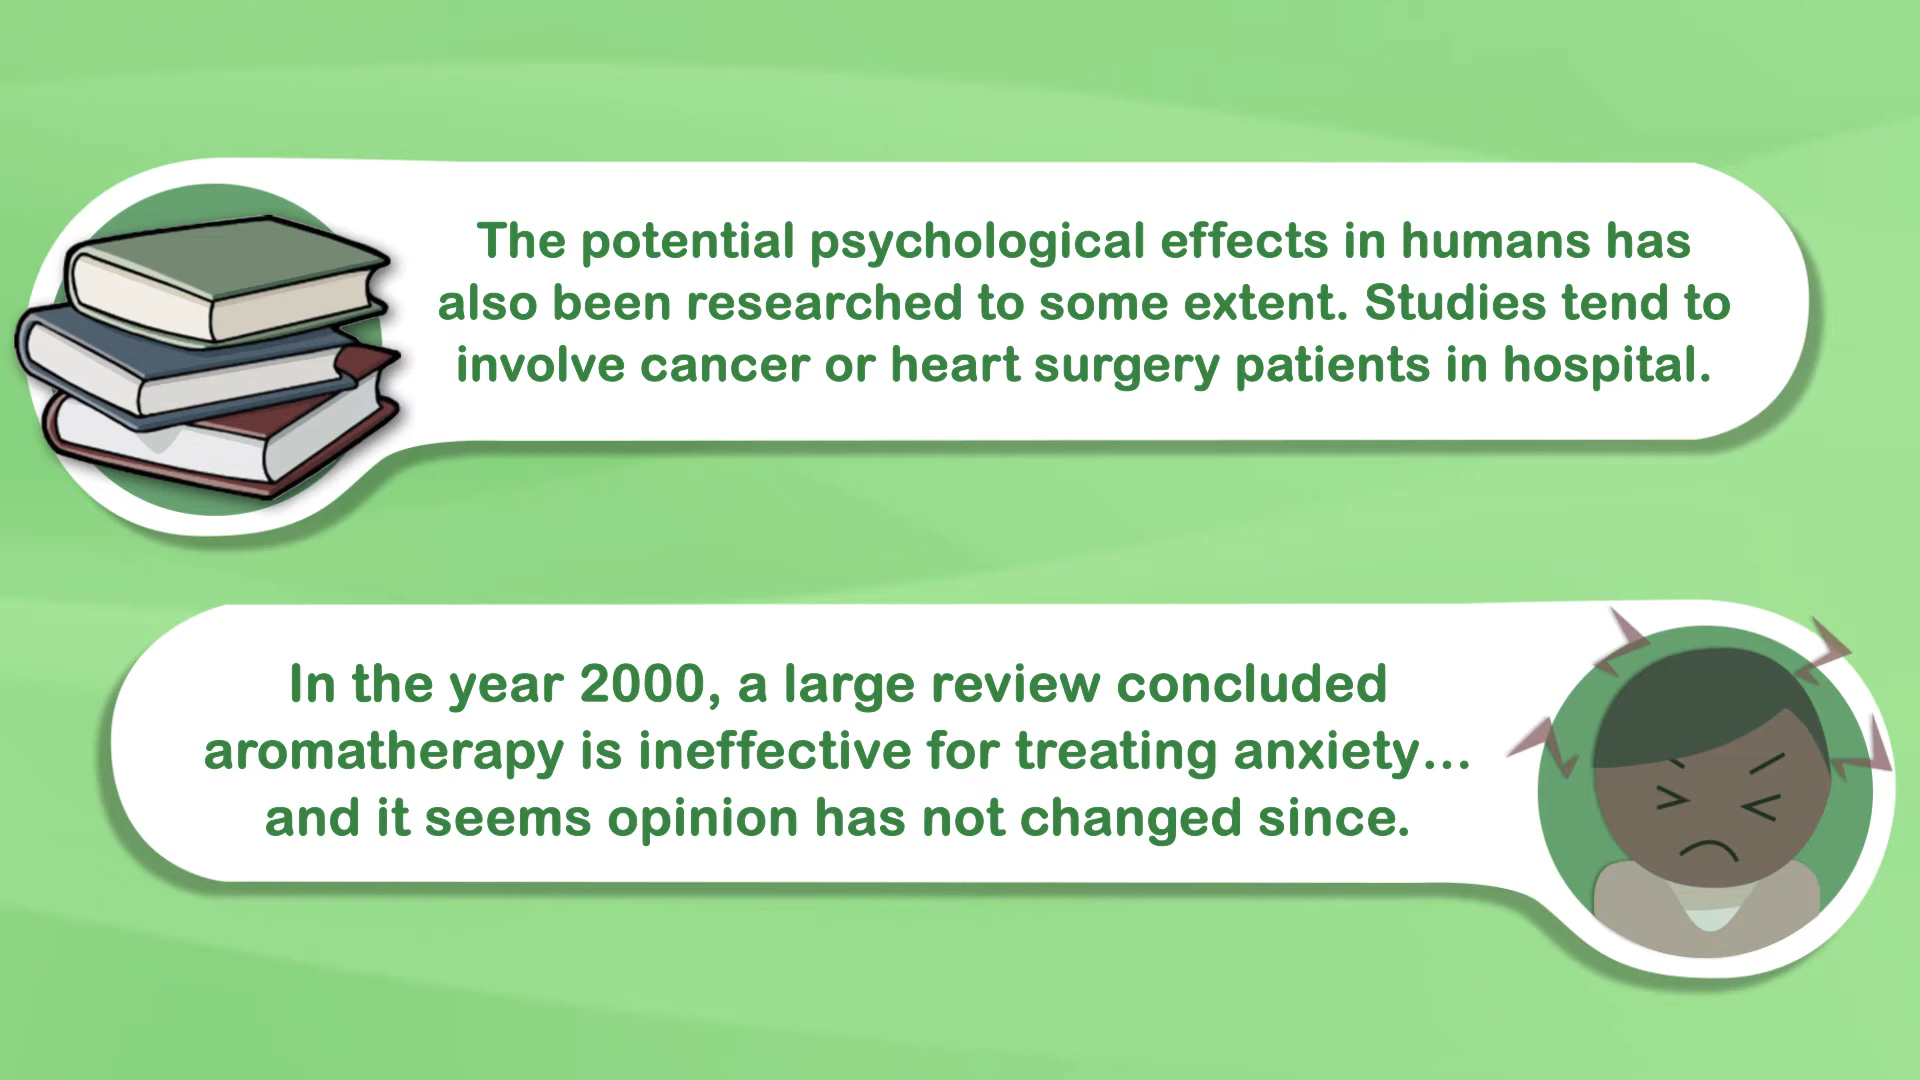 The potential psychological effects in humans has
also been researched to some extent. Studies tend to
involve cancer or heart surgery patients in hospital.
In the year 2000, a large review concluded
aromatherapy is ineffective for treating anxiety...
and it seems opinion has not changed since.